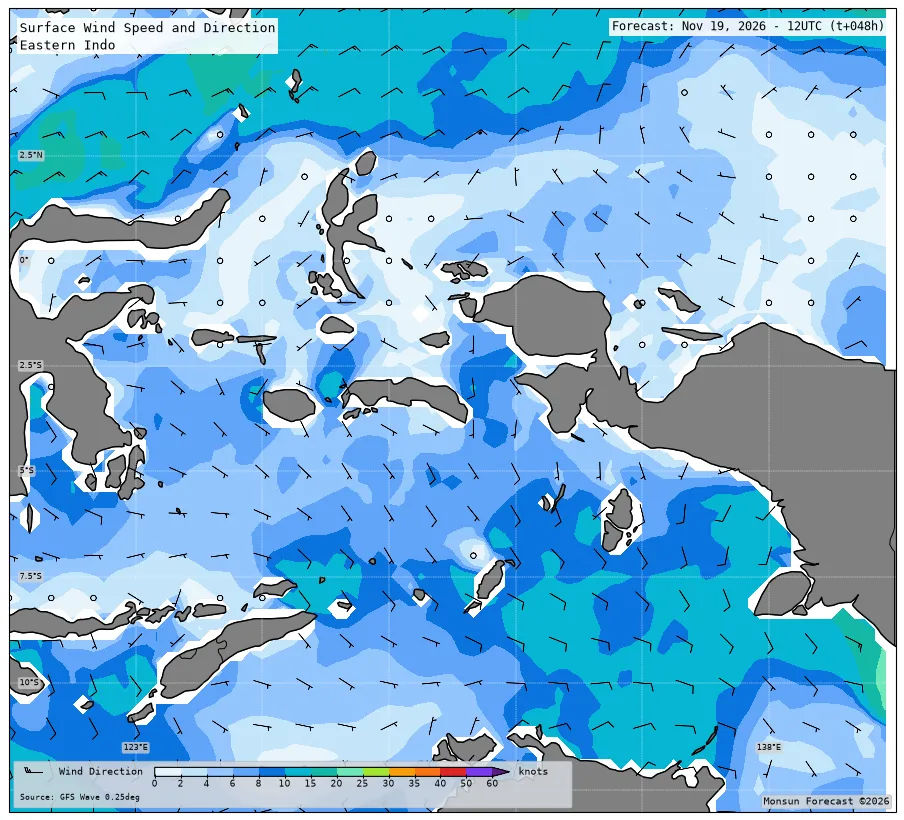 Surface Wind Speed and Direction
Eastern Indo
Forecast: Nov 19, 2026 - 12UTC (t+048h)
2.5°N
0°
2.5°S
5°S
7.5°S
10°S
123°E
138°E
Wind Direction
0 2 4 6 8 10 15 20 30 35 40 50 60
knots
Source: GFS Wave 0.25deg
Monsun Forecast ©2026